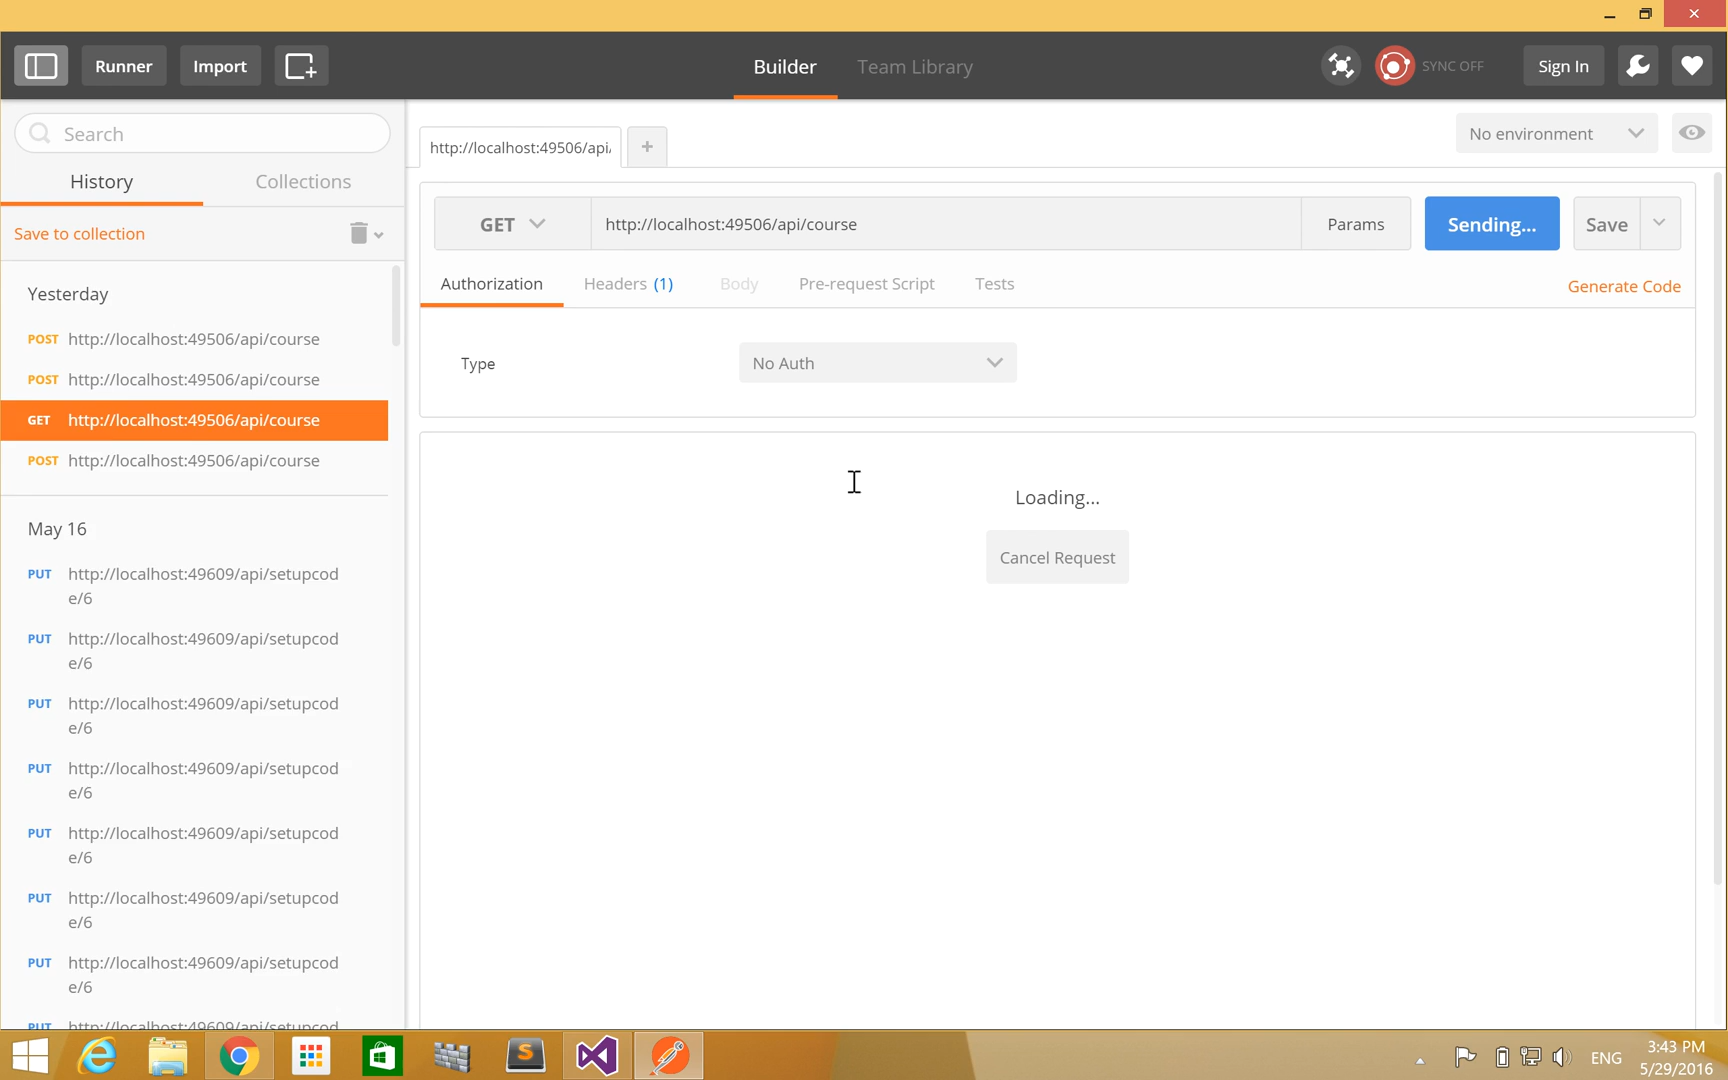 Runner
Import
Builder
Team Library
SYNC OFF
Sign In
Search
History
Collections
Save to collection
Yesterday
POST http://localhost:49506/api/course
POST http://localhost:49506/api/course
GET http://localhost:49506/api/course
POST http://localhost:49506/api/course
May 16
PUT http://localhost:49609/api/setupcod
e/6
PUT http://localhost:49609/api/setupcod
e/6
PUT http://localhost:49609/api/setupcod
e/6
PUT http://localhost:49609/api/setupcod
e/6
PUT http://localhost:49609/api/setupcod
e/6
PUT http://localhost:49609/api/setupcod
e/6
PUT http://localhost:49609/api/setupcod
e/6
PUT http://localhost:49609/api/setupcod
http://localhost:49506/api/
No environment
GET
http://localhost:49506/api/course
Params
Sending...
Save
Authorization
Headers (1)
Body
Pre-request Script
Tests
Generate Code
Type
No Auth
Loading...
Cancel Request
S
ENG
3:43 PM
5/29/2016